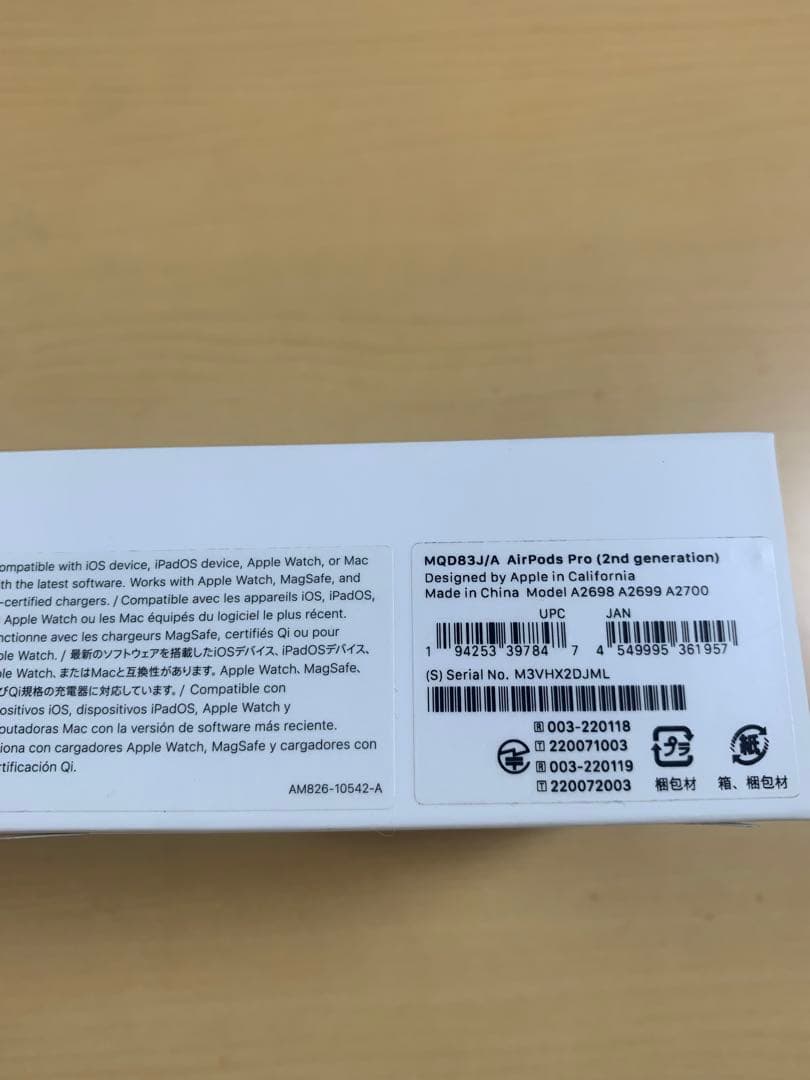 ompatible with iOS device, iPadOS device, Apple Watch, or Mac
th the latest software. Works with Apple Watch, MagSafe, and
-certified chargers. / Compatible avec les appareils iOS, iPadOS,
Apple Watch ou les Mac équipés du logiciel le plus récent.
nctionne avec les chargeurs MagSafe, certifiés Qi ou pour
ple Watch. / 最新のソフトウェアを搭載したiOSデバイス、iPadOSデバイス、
ple Watch、またはMacと互換性があります。Apple Watch、MagSafe、
びQi規格の充電器に対応しています。/ Compatible con
ositivos iOS, dispositivos iPadOS, Apple Watch y
putadoras Mac con la versión de software más reciente.
iona con cargadores Apple Watch, MagSafe y cargadores con
rtificación Qi.
AM826-10542-A
MQD83J/A AirPods Pro (2nd generation)
Designed by Apple in California
Made in China Model A2698 A2699 A2700
UPC JAN
1 94253 39784 7 4 549995 361957
(S) Serial No. M3VHX2DJML
R 003-220118
T 220071003
R 003-220119
T 220072003
プラ
梱包材
紙
箱、梱包材